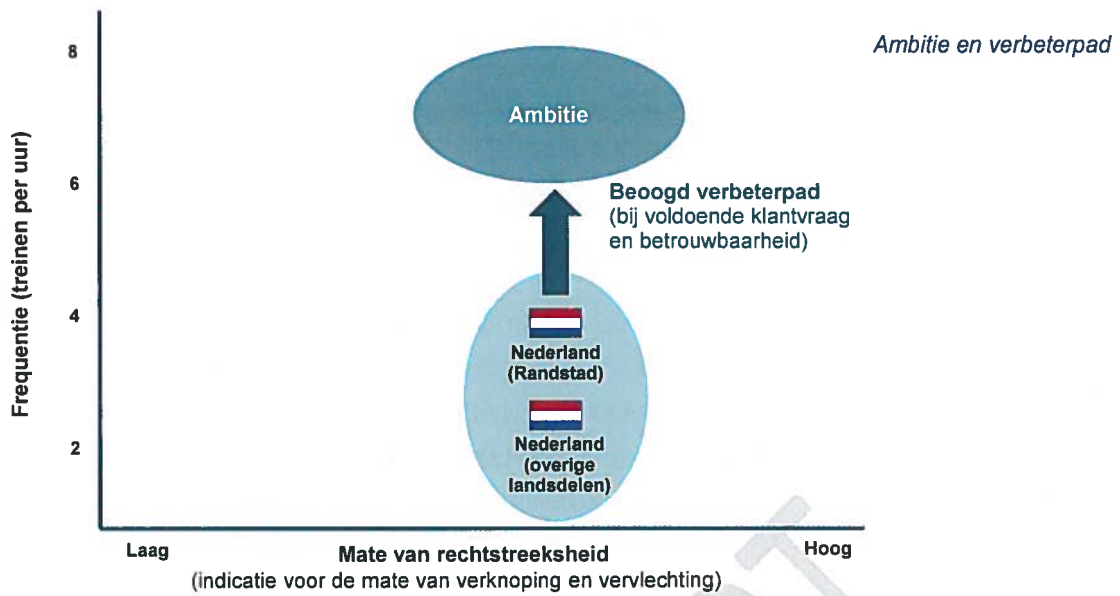 Ambitie en verbeterpad
Frequentie (treinen per uur)
8
6
4
2
Ambitie
Beoogd verbeterpad
(bij voldoende klantvraag
en betrouwbaarheid)
Nederland
(Randstad)
Nederland
(overige
landsdelen)
Laag
Mate van rechtstreeksheid
Hoog
(indicatie voor de mate van verknoping en vervlechting)